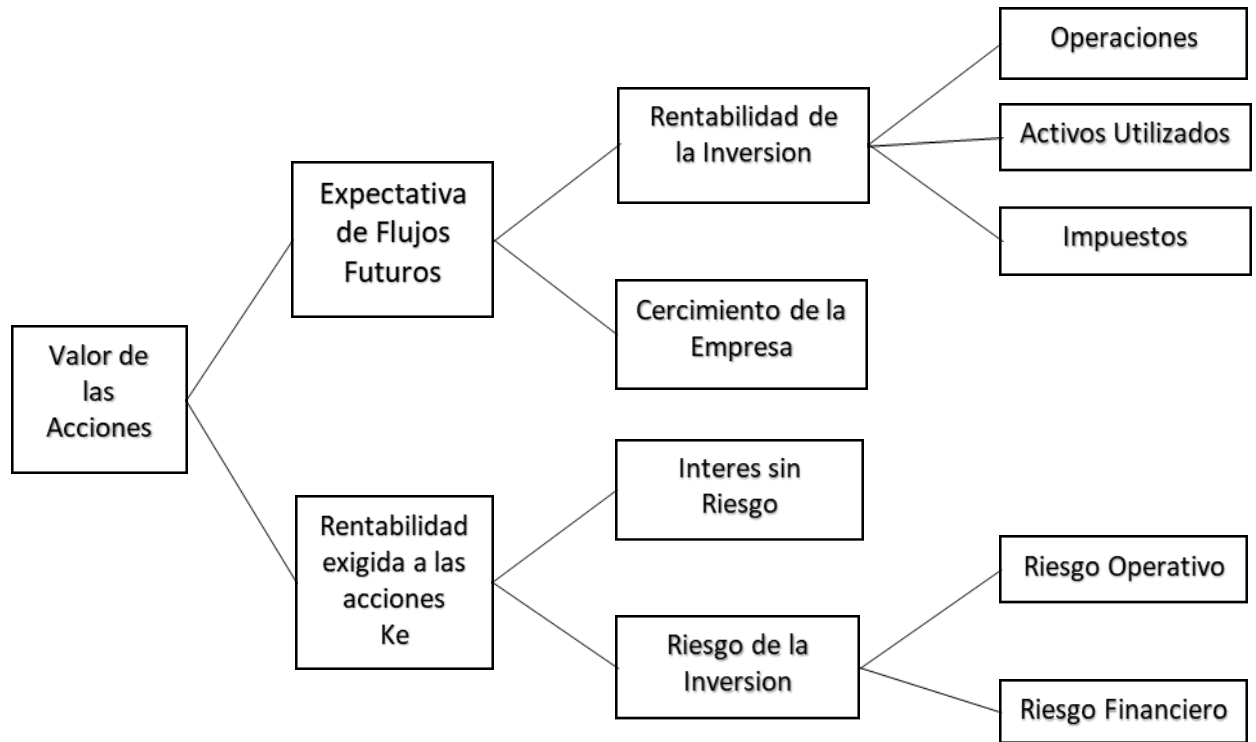 Valor de
las
Acciones
Expectativa
de Flujos
Futuros
Rentabilidad
exigida a las
acciones
Ke
Rentabilidad de
la Inversion
Cercimiento de la
Empresa
Interes sin
Riesgo
Riesgo de la
Inversion
Operaciones
Activos Utilizados
Impuestos
Riesgo Operativo
Riesgo Financiero